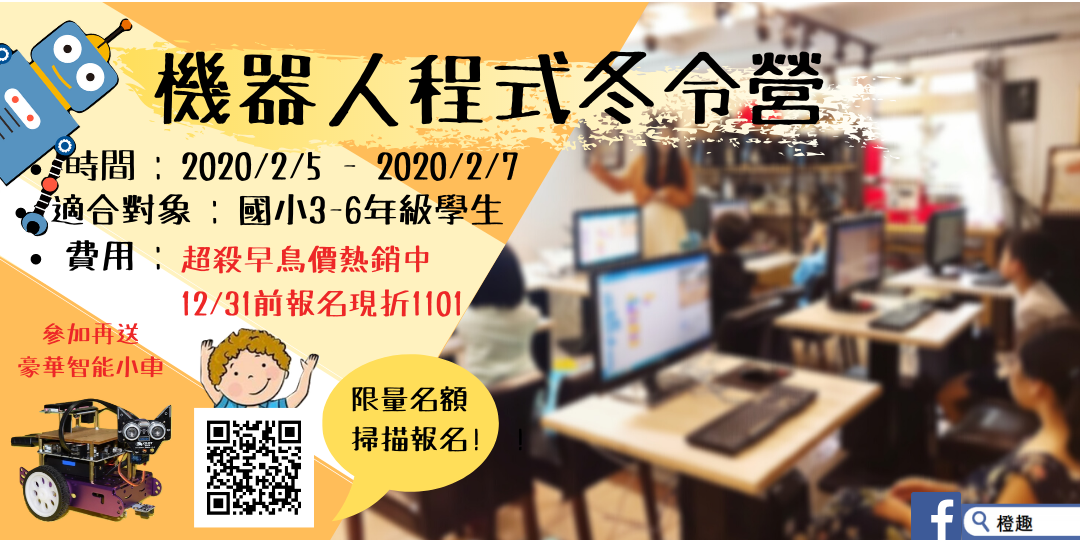 機器人程式冬令營
• 時間：2020/2/5 - 2020/2/7
• 適合對象：國小3-6年級學生
• 費用：超殺早鳥價熱銷中
12/31前報名現折1101
參加再送
豪華智能小車
限量名額
掃描報名!!
f 橙趣